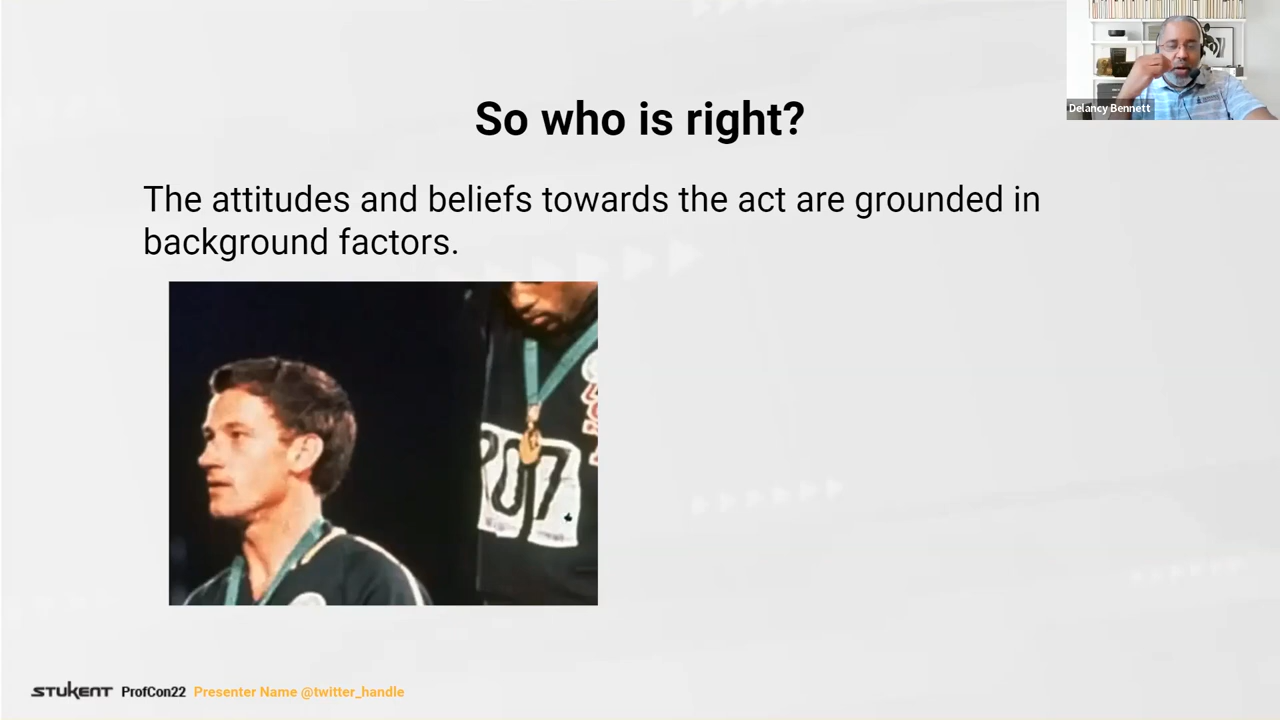 Delancy Bennett
So who is right?
The attitudes and beliefs towards the act are grounded in
background factors.
207
STUKENT ProfCon22 Presenter Name @twitter_handle